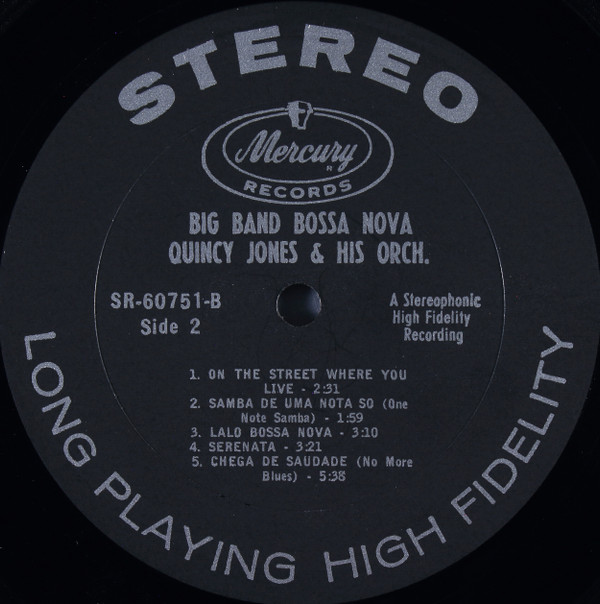 STEREO
Mercury
R
RECORDS
BIG BAND BOSSA NOVA
QUINCY JONES & HIS ORCH.
SR-60751-B
Side 2
A Stereophonic
High Fidelity
Recording
1. ON THE STREET WHERE YOU
LIVE - 2:31
2. SAMBA DE UMA NOTA SO (One
Note Samba) - 1:59
3. LALO BOSSA NOVA - 3:10
4. SERENATA - 3:21
5. CHEGA DE SAUDADE (No More
Blues) - 5:38
LONG PLAYING HIGH FIDELITY